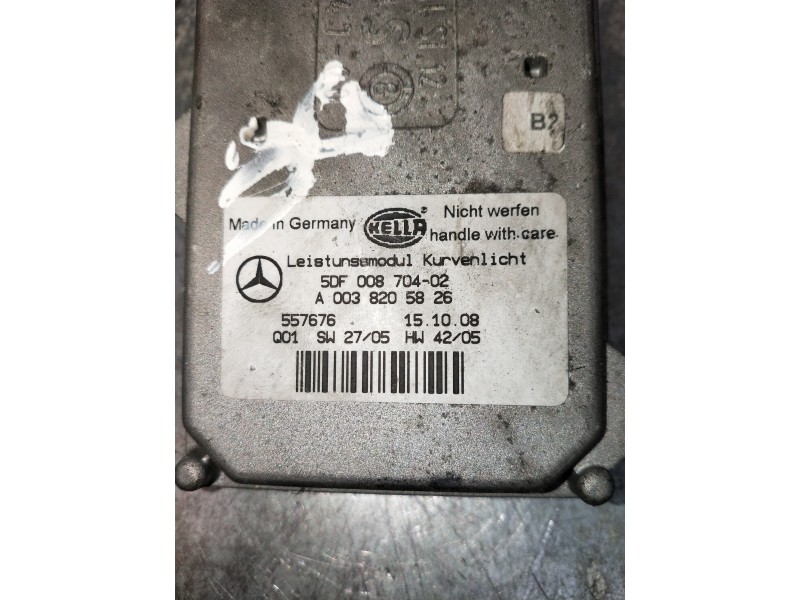 B2
Made in Germany
HELLA
Nicht werfen
handle with care
Leistungsmodul Kurvenlicht
5DF 008 704-02
A 003 820 58 26
557676 15.10.08
Q01 SW 27/05 HW 42/05